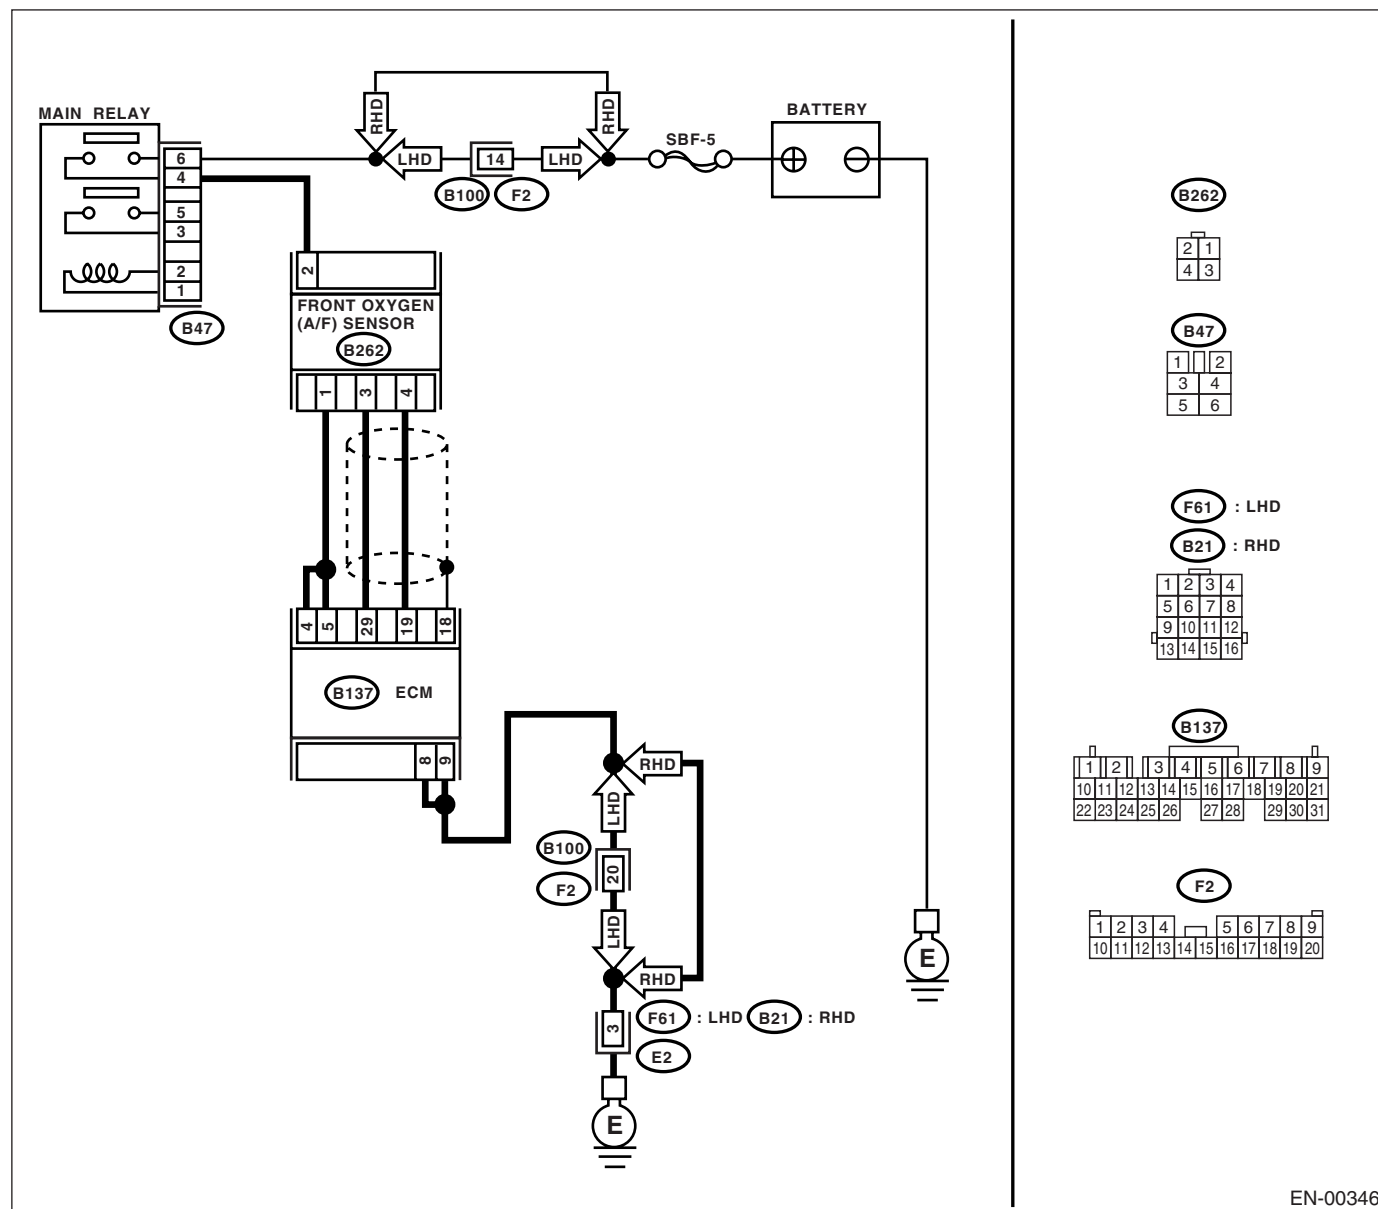 MAIN RELAY
6
4
5
3
2
1
B47
RHD
RHD
LHD
14
LHD
B100
F2
SBF-5
BATTERY
2
FRONT OXYGEN
(A/F) SENSOR
B262
1
3
4
4
5
29
19
18
B137 ECM
8
9
RHD
LHD
B100
20
F2
LHD
RHD
3
F61 : LHD B21 : RHD
E2
E
E
B262
2 1
4 3
B47
1 2
3 4
5 6
F61 : LHD
B21 : RHD
1 2 3 4
5 6 7 8
9 10 11 12
13 14 15 16
B137
1 2 3 4 5 6 7 8 9
10 11 12 13 14 15 16 17 18 19 20 21
22 23 24 25 26 27 28 29 30 31
F2
1 2 3 4 5 6 7 8 9
10 11 12 13 14 15 16 17 18 19 20
EN-00346